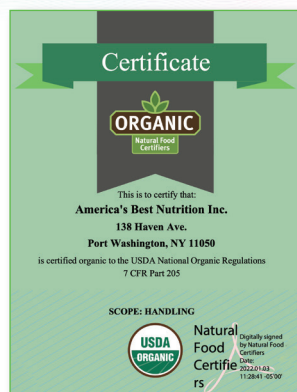 Certificate
ORGANIC
Natural Food
Certifiers
This is to certify that:
America's Best Nutrition Inc.
138 Haven Ave.
Port Washington, NY 11050
is certified organic to the USDA National Organic Regulations
7 CFR Part 205
SCOPE: HANDLING
USDA
ORGANIC
Natural
Food
Certifie
rs
Digitally signed
by Natural Food
Certifiers
Date:
2022.01.03
11:28:41 -05'00'